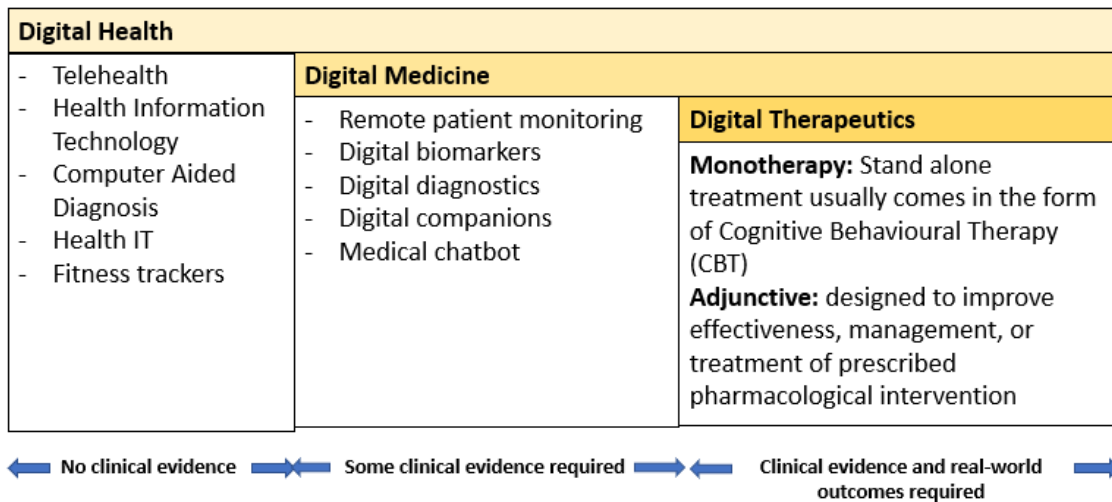 Digital Health
- Telehealth
- Health Information
Technology
- Computer Aided
Diagnosis
- Health IT
- Fitness trackers
Digital Medicine
- Remote patient monitoring
- Digital biomarkers
- Digital diagnostics
- Digital companions
- Medical chatbot
Digital Therapeutics
Monotherapy: Stand alone
treatment usually comes in the form
of Cognitive Behavioural Therapy
(CBT)
Adjunctive: designed to improve
effectiveness, management, or
treatment of prescribed
pharmacological intervention
No clinical evidence
Some clinical evidence required
Clinical evidence and real-world
outcomes required